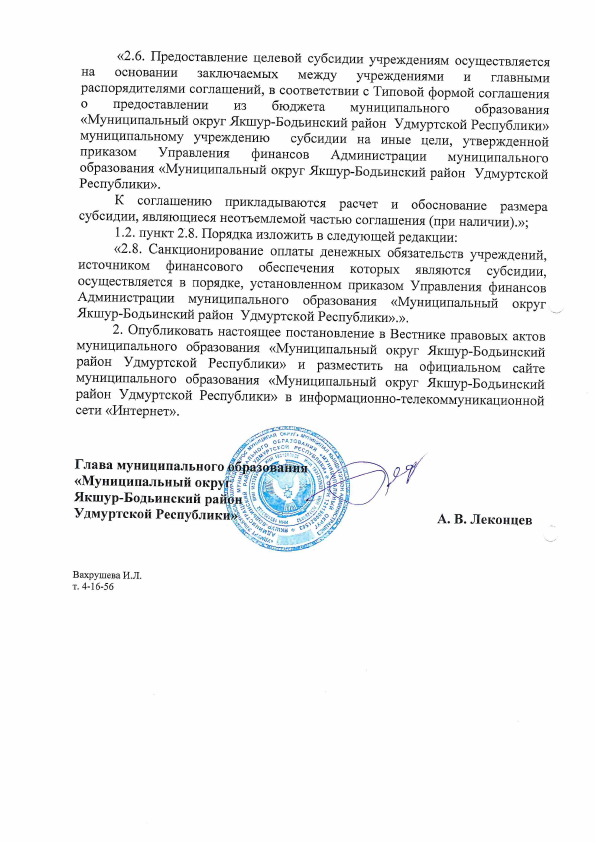 «2.6. Предоставление целевой субсидии учреждениям осуществляется
на основании заключаемых между учреждениями и главными
распорядителями соглашений, в соответствии с Типовой формой соглашения
о предоставлении из бюджета муниципального образования
«Муниципальный округ Якшур-Бодьинский район Удмуртской Республики»
муниципальному учреждению субсидии на иные цели, утвержденной
приказом Управления финансов Администрации муниципального
образования «Муниципальный округ Якшур-Бодьинский район Удмуртской
Республики».
К соглашению прикладываются расчет и обоснование размера
субсидии, являющиеся неотъемлемой частью соглашения (при наличии).»;
1.2. пункт 2.8. Порядка изложить в следующей редакции:
«2.8. Санкционирование оплаты денежных обязательств учреждений,
источником финансового обеспечения которых являются субсидии,
осуществляется в порядке, установленном приказом Управления финансов
Администрации муниципального образования «Муниципальный округ
Якшур-Бодьинский район Удмуртской Республики».».
2. Опубликовать настоящее постановление в Вестнике правовых актов
муниципального образования «Муниципальный округ Якшур-Бодьинский
район Удмуртской Республики» и разместить на официальном сайте
муниципального образования «Муниципальный округ Якшур-Бодьинский
район Удмуртской Республики» в информационно-телекоммуникационной
сети «Интернет».
Глава муниципального образования
«Муниципальный округ
Якшур-Бодьинский район
Удмуртской Республики»
А. В. Леконцев
Вахрушева И.Л.
т. 4-16-56